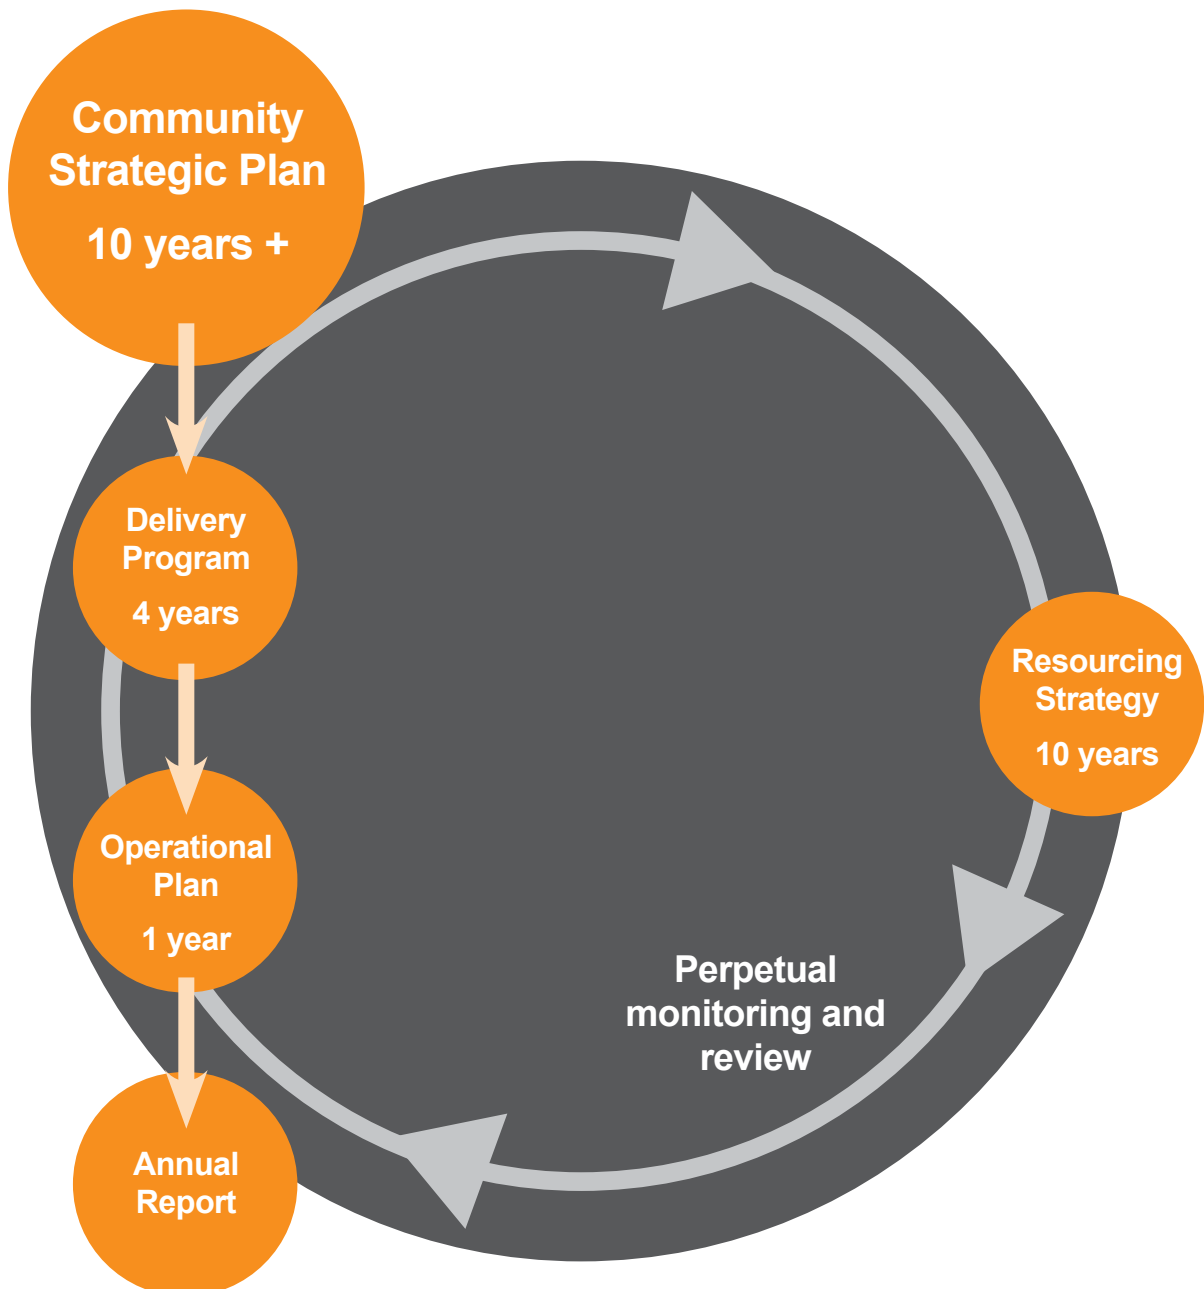 Community
Strategic Plan
10 years +
Delivery
Program
4 years
Resourcing
Strategy
10 years
Operational
Plan
1 year
Perpetual
monitoring and
review
Annual
Report